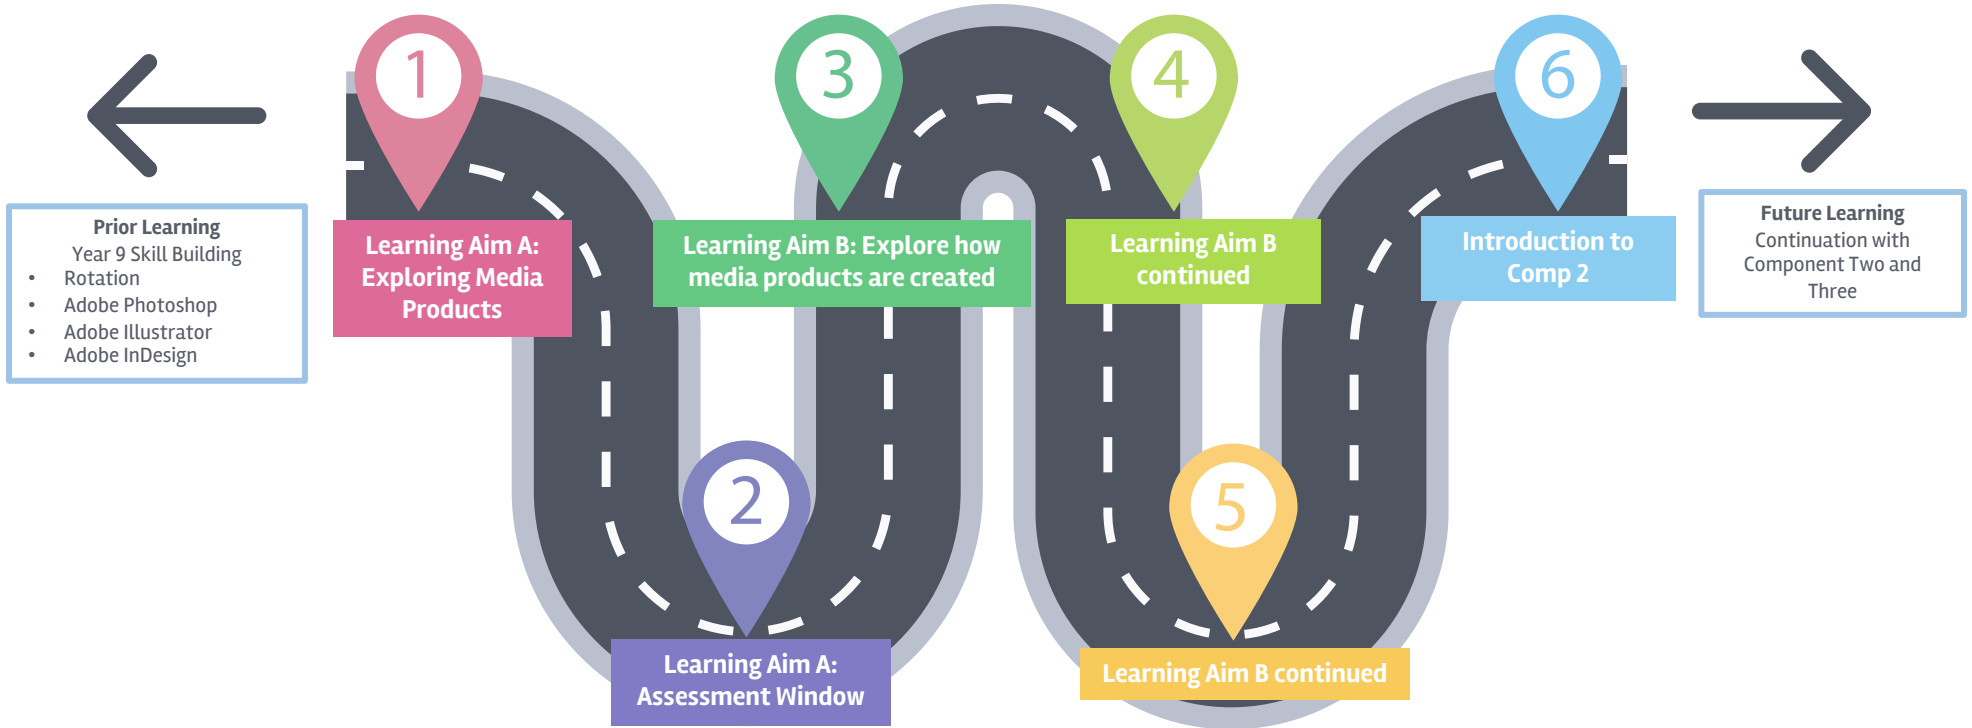 Prior Learning
Year 9 Skill Building
• Rotation
• Adobe Photoshop
• Adobe Illustrator
• Adobe InDesign
1
Learning Aim A:
Exploring Media
Products
2
Learning Aim A:
Assessment Window
3
Learning Aim B: Explore how
media products are created
4
Learning Aim B
continued
5
Learning Aim B continued
6
Introduction to
Comp 2
Future Learning
Continuation with
Component Two and
Three